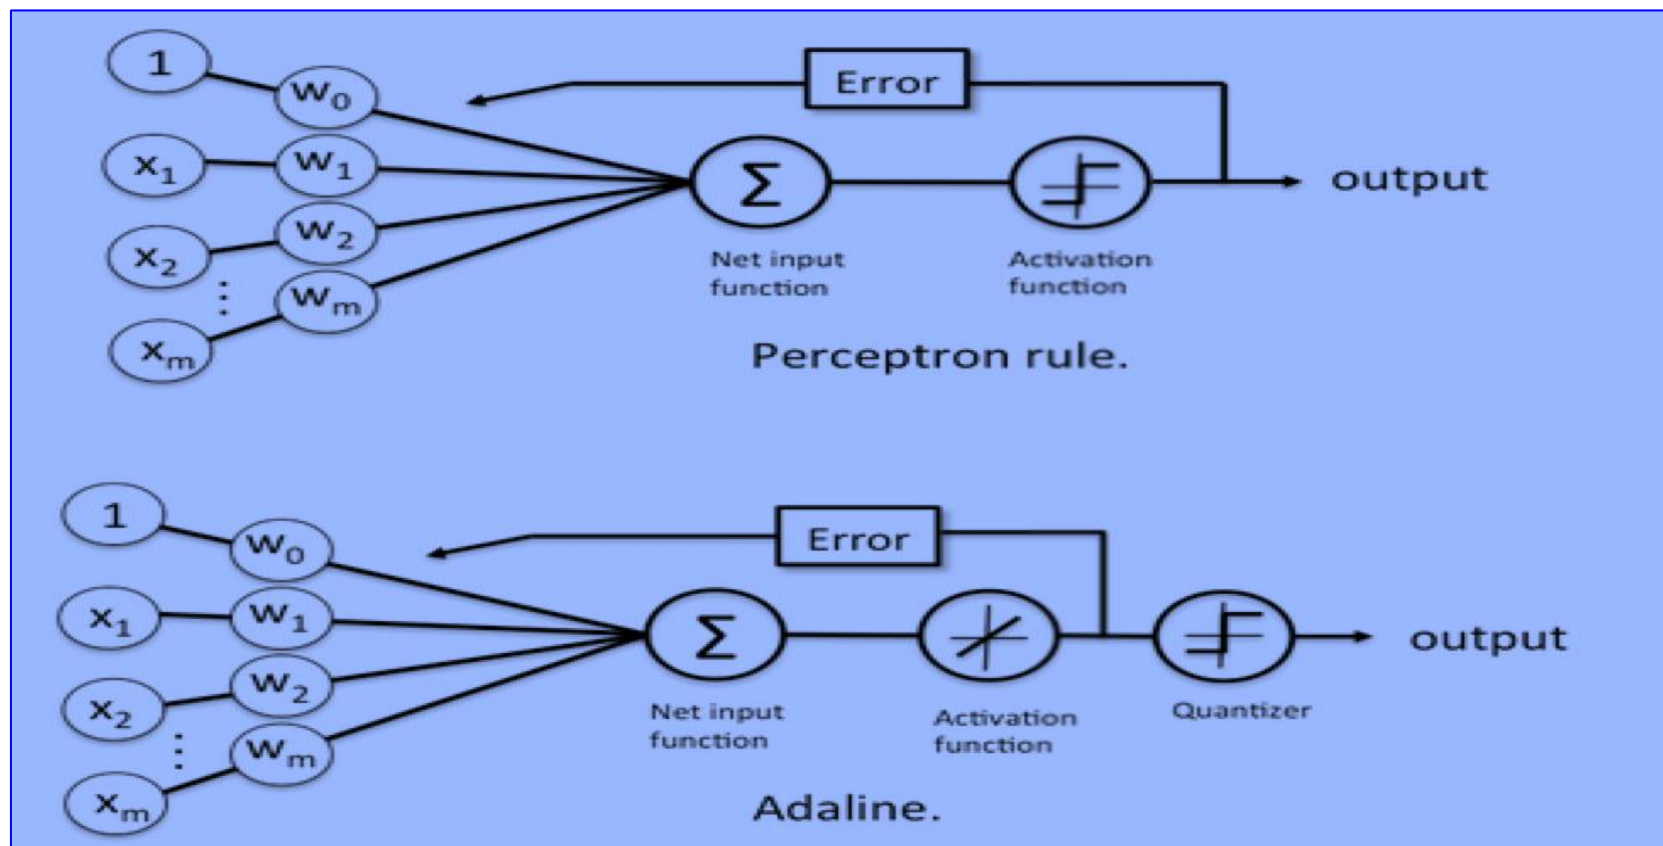 1
w₀
Error
x₁
w₁
Σ
output
x₂
w₂
⋮
wₘ
xₘ
Net input
function
Activation
function
Perceptron rule.
1
w₀
Error
x₁
w₁
Σ
output
x₂
w₂
⋮
wₘ
xₘ
Net input
function
Activation
function
Quantizer
Adaline.